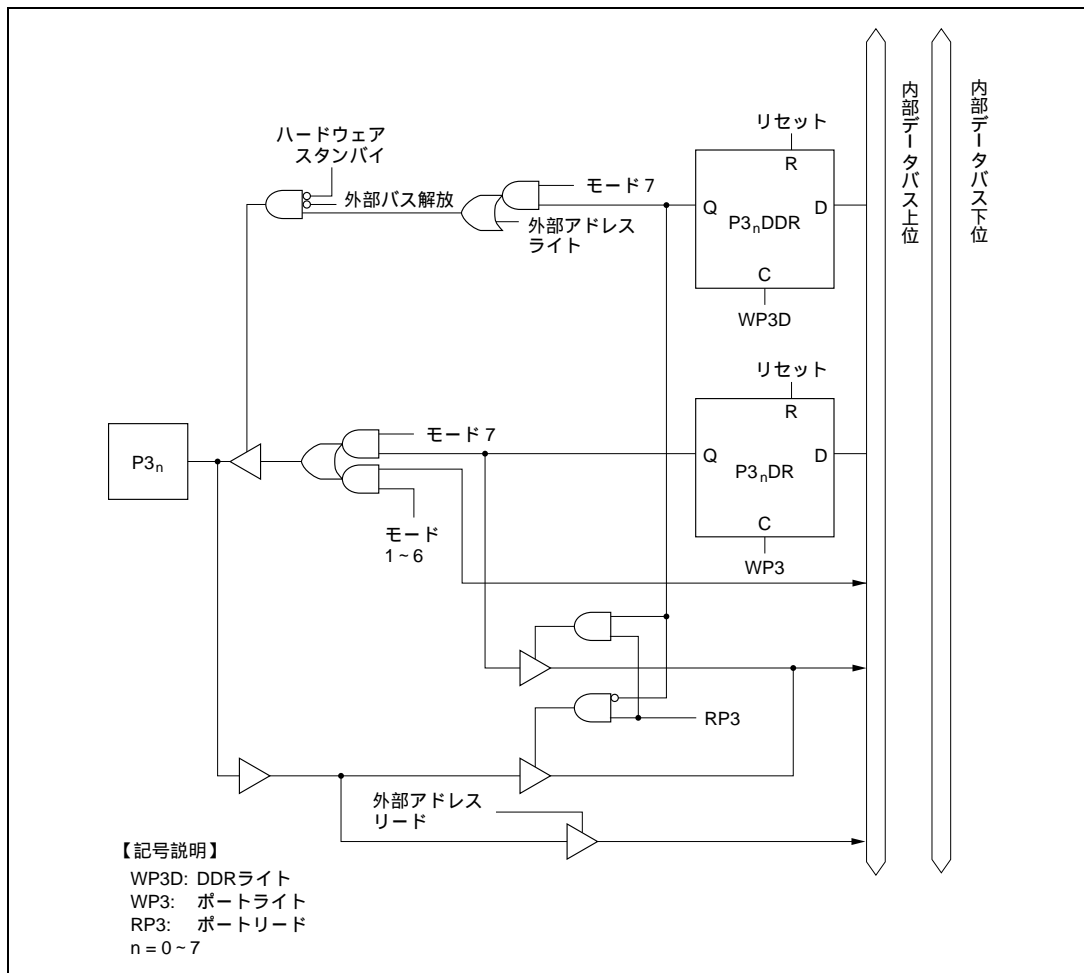 ハードウェア
スタンバイ
外部バス解放
モード7
外部アドレス
ライト
リセット
R
Q
P3nDDR
D
C
WP3D
内部データバス上位
内部データバス下位
リセット
R
Q
P3nDR
D
C
WP3
モード7
P3n
モード
1~6
RP3
外部アドレス
リード
【記号説明】
WP3D: DDRライト
WP3: ポートライト
RP3: ポートリード
n = 0~7